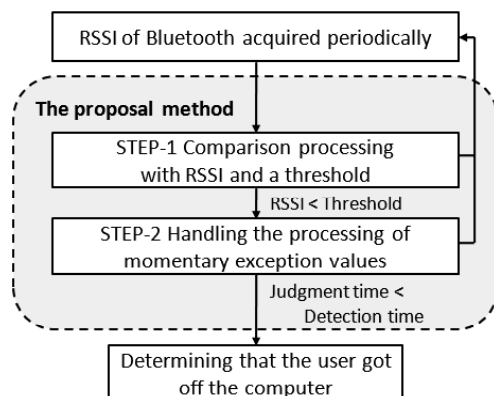 RSSI of Bluetooth acquired periodically
The proposal method
STEP-1 Comparison processing
with RSSI and a threshold
RSSI < Threshold
STEP-2 Handling the processing of
momentary exception values
Judgment time <
Detection time
Determining that the user got
off the computer